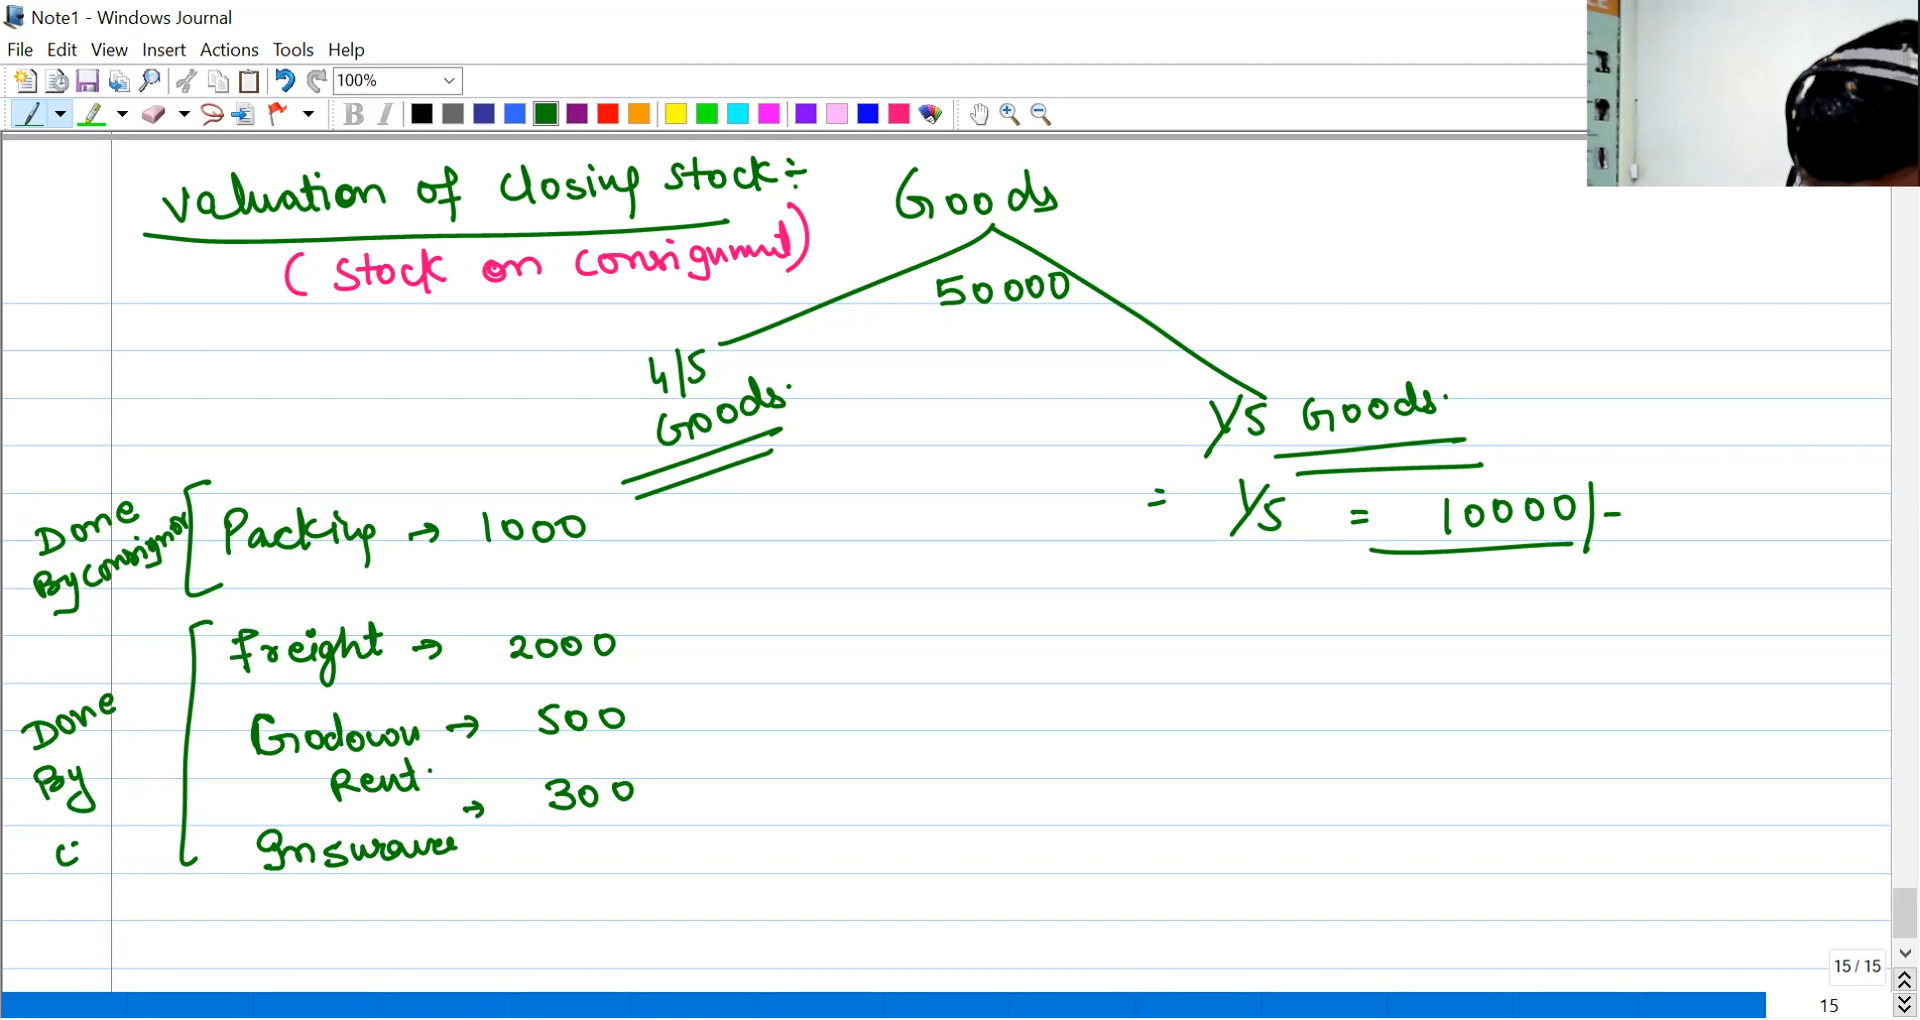 Note1 - Windows Journal
File Edit View Insert Actions Tools Help
100%
B I
Valuation of closing stock :-
(Stock on consignment)
Goods
50000
4/5
Goods.
1/5 Goods.
= 1/5 = 10000/-
Done
By consignor
Packing → 1000
Freight → 2000
Godown → 500
Rent.
Insurance → 300
Done
By
C
15 / 15
15